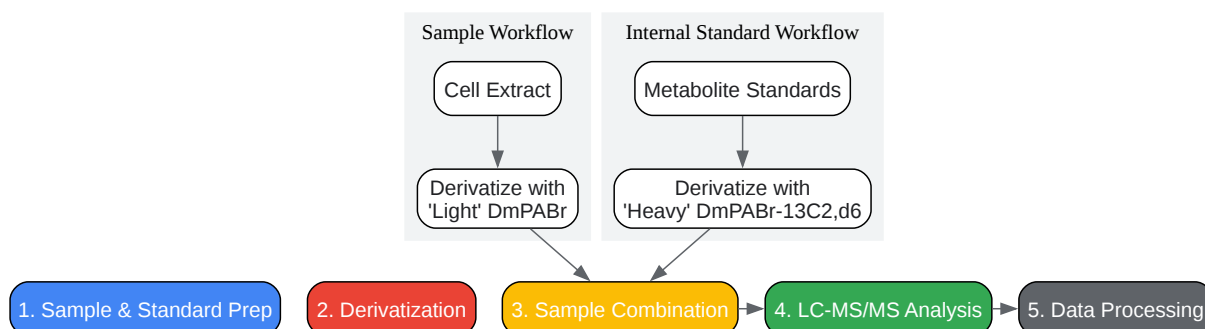 Sample Workflow
Internal Standard Workflow
Cell Extract
Metabolite Standards
Derivatize with
'Light' DmPABr
Derivatize with
'Heavy' DmPABr-13C2,d6
1. Sample & Standard Prep
2. Derivatization
3. Sample Combination
4. LC-MS/MS Analysis
5. Data Processing